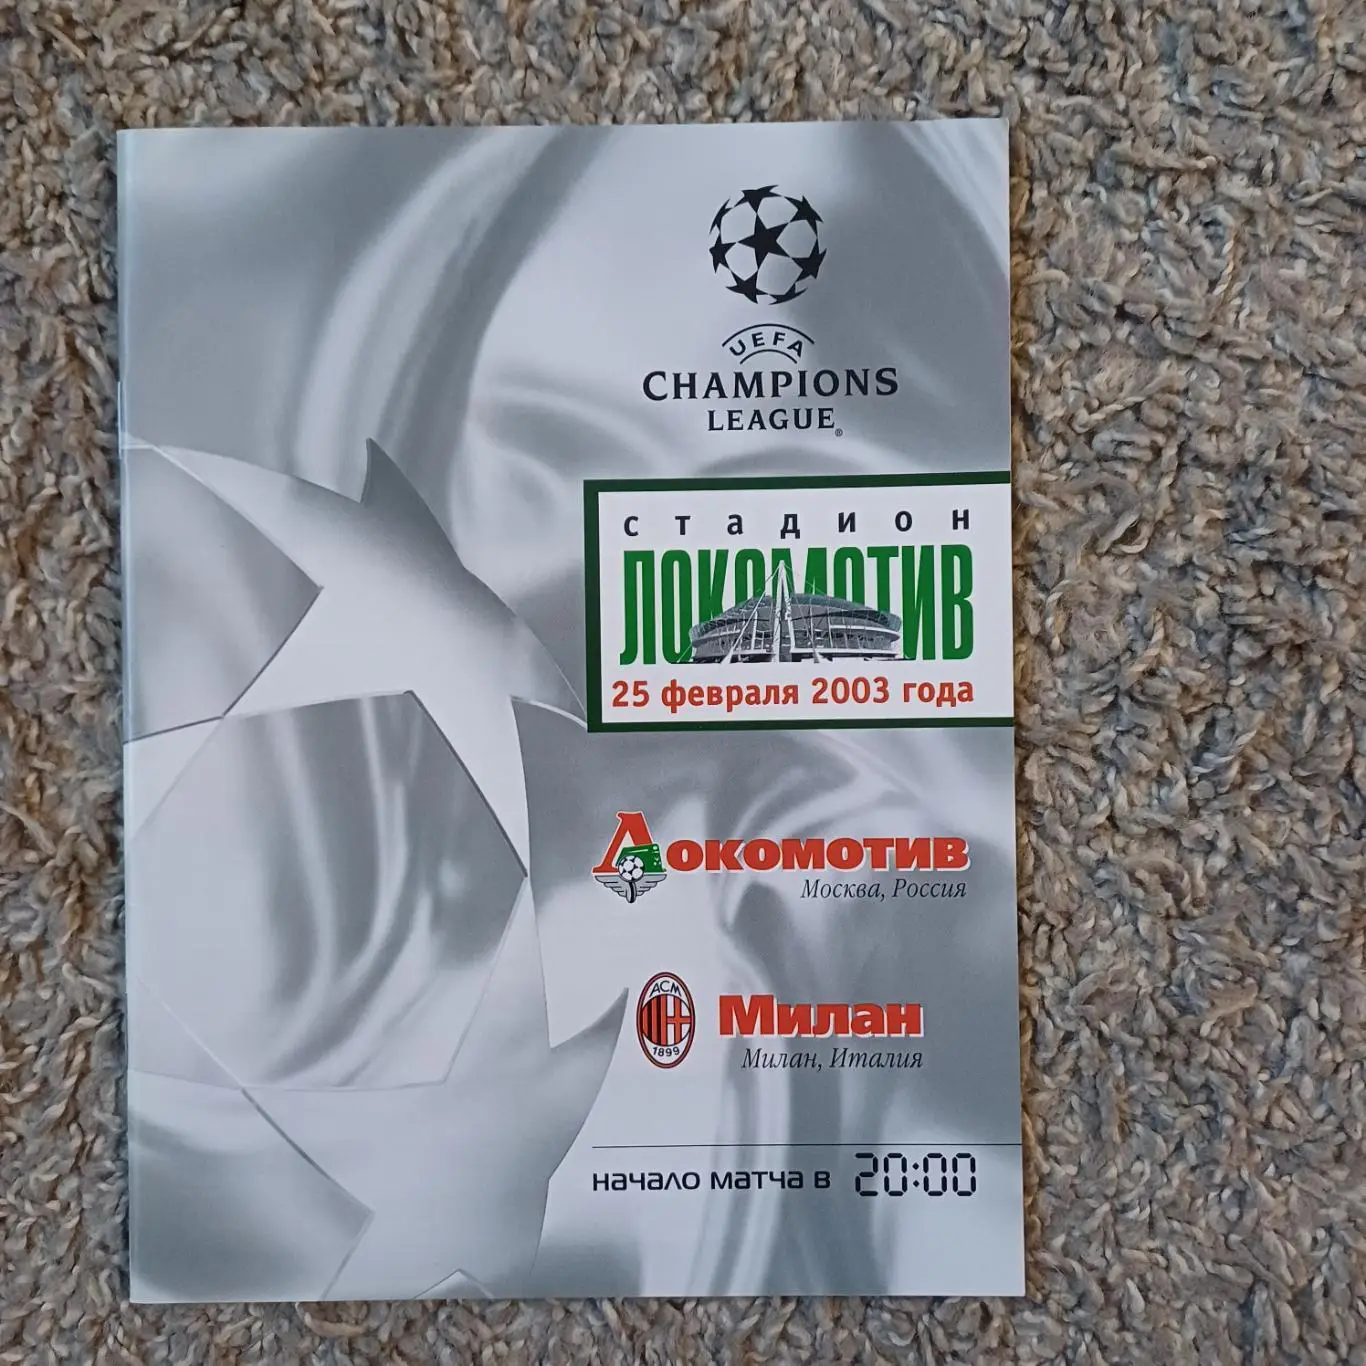 UEFA
CHAMPIONS
LEAGUE®
стадион
ЛОКОМОТИВ
25 февраля 2003 года
Локомотив
Москва, Россия
ACM
1899
Милан
Милан, Италия
начало матча в 20:00